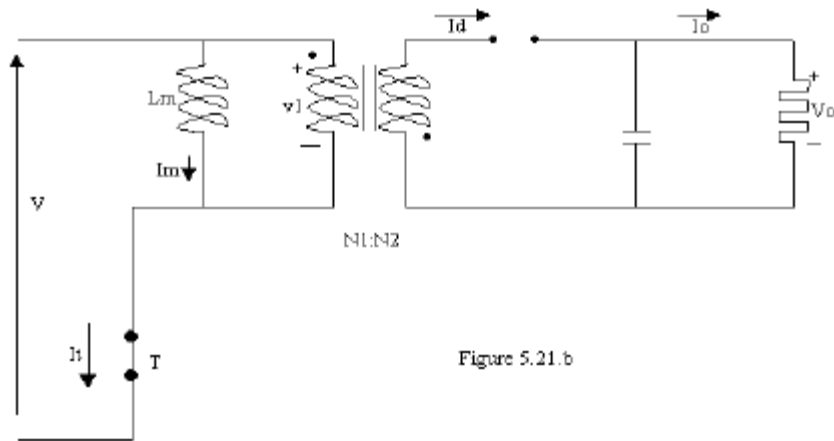 Id
Io
+
+
Lm
v1
Vo
Im
V
N1:N2
It
T
Figure 5.21.b